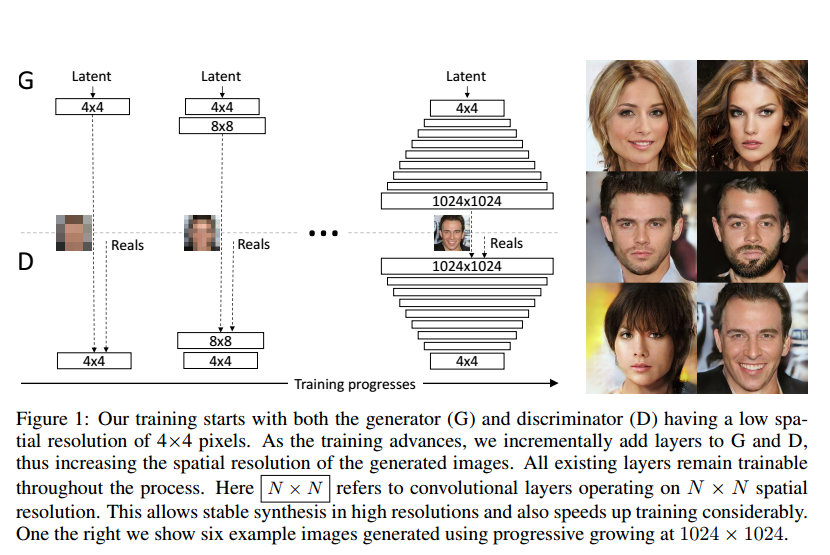 G
Latent
Latent
Latent
4x4
4x4
4x4
8x8
1024x1024
Reals
Reals
Reals
D
1024x1024
8x8
4x4
4x4
4x4
Training progresses
Figure 1: Our training starts with both the generator (G) and discriminator (D) having a low spa-
tial resolution of 4×4 pixels. As the training advances, we incrementally add layers to G and D,
thus increasing the spatial resolution of the generated images. All existing layers remain trainable
throughout the process. Here N × N refers to convolutional layers operating on N × N spatial
resolution. This allows stable synthesis in high resolutions and also speeds up training considerably.
One the right we show six example images generated using progressive growing at 1024 × 1024.